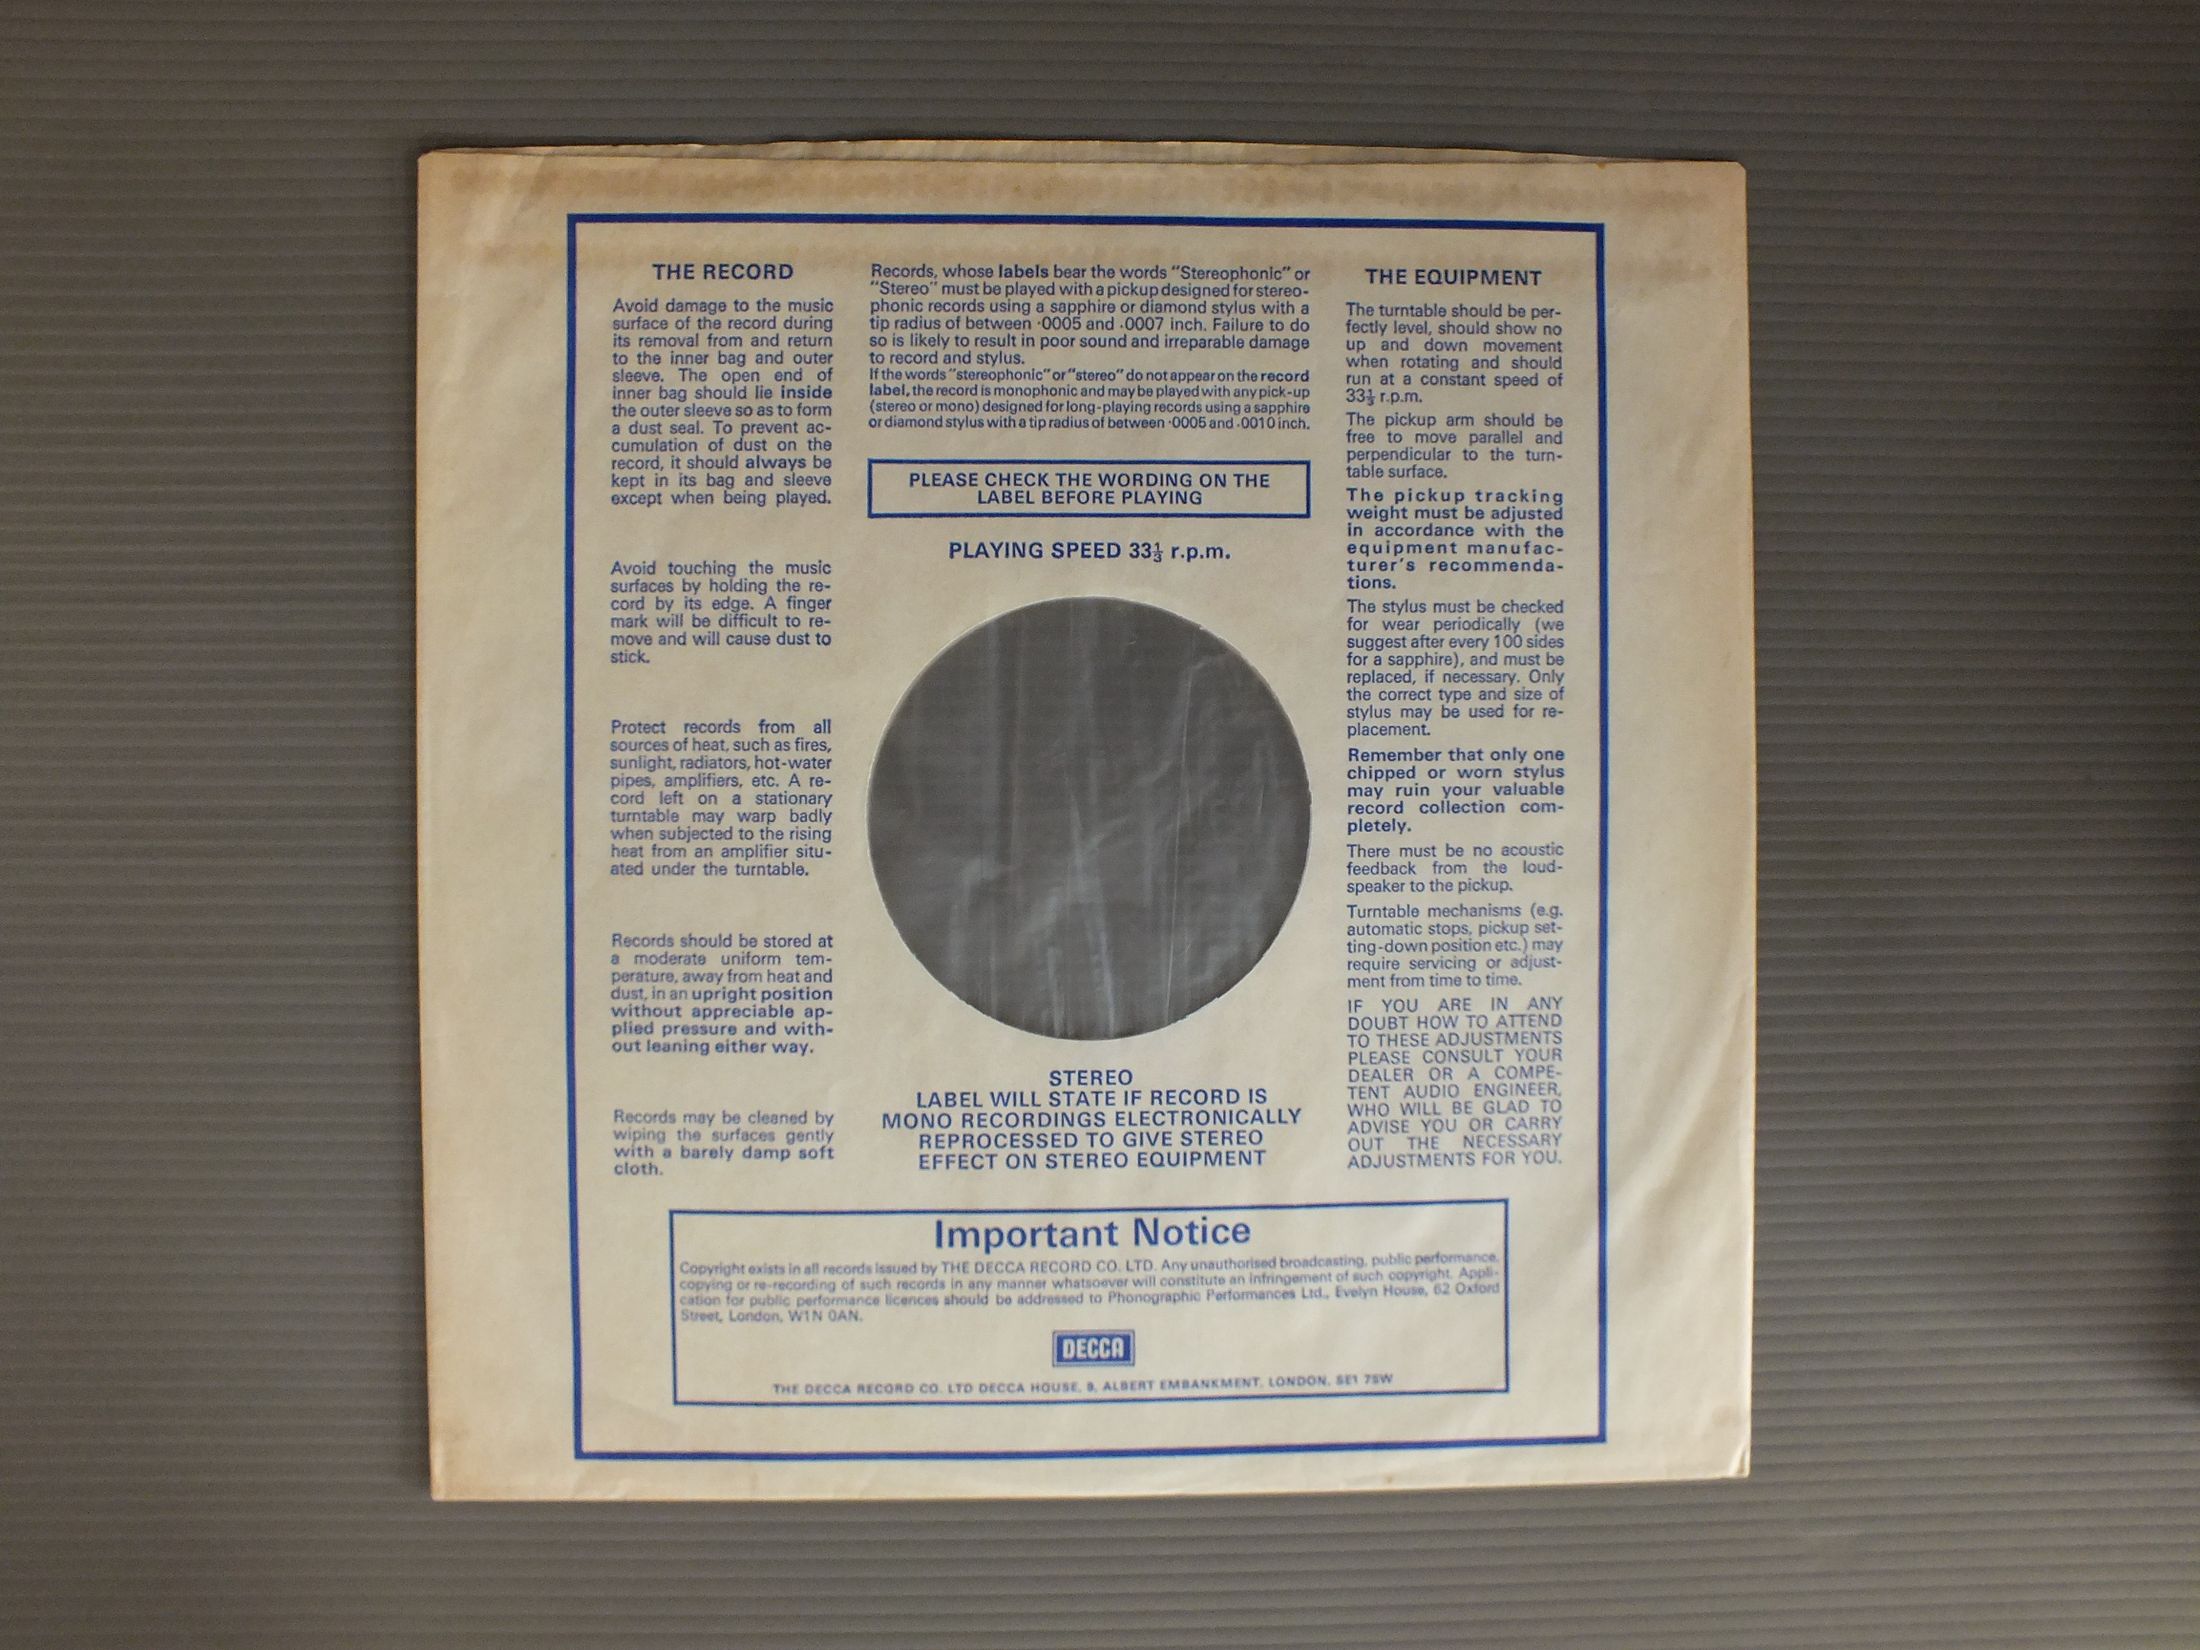 THE RECORD
Avoid damage to the music
surface of the record during
its removal from and return
to the inner bag and outer
sleeve. The open end of
inner bag should lie inside
the outer sleeve so as to form
a dust seal. To prevent ac-
cumulation of dust on the
record, it should always be
kept in its bag and sleeve
except when being played.
Avoid touching the music
surfaces by holding the re-
cord by its edge. A finger
mark will be difficult to re-
move and will cause dust to
stick.
Protect records from all
sources of heat, such as fires,
sunlight, radiators, hot-water
pipes, amplifiers, etc. A re-
cord left on a stationary
turntable may warp badly
when subjected to the rising
heat from an amplifier situ-
ated under the turntable.
Records should be stored at
a moderate uniform tem-
perature, away from heat and
dust, in an upright position
without appreciable ap-
plied pressure and with-
out leaning either way.
Records may be cleaned by
wiping the surfaces gently
with a barely damp soft
cloth.
Records, whose labels bear the words "Stereophonic" or
"Stereo" must be played with a pickup designed for stereo-
phonic records using a sapphire or diamond stylus with a
tip radius of between ·0005 and .0007 inch. Failure to do
so is likely to result in poor sound and irreparable damage
to record and stylus.
If the words "stereophonic" or "stereo" do not appear on the record
label, the record is monophonic and may be played with any pick-up
(stereo or mono) designed for long-playing records using a sapphire
or diamond stylus with a tip radius of between ·0005 and .0010 inch.
PLEASE CHECK THE WORDING ON THE
LABEL BEFORE PLAYING
PLAYING SPEED 33⅓ r.p.m.
STEREO
LABEL WILL STATE IF RECORD IS
MONO RECORDINGS ELECTRONICALLY
REPROCESSED TO GIVE STEREO
EFFECT ON STEREO EQUIPMENT
THE EQUIPMENT
The turntable should be per-
fectly level, should show no
up and down movement
when rotating and should
run at a constant speed of
33⅓ r.p.m.
The pickup arm should be
free to move parallel and
perpendicular to the turn-
table surface.
The pickup tracking
weight must be adjusted
in accordance with the
equipment manufac-
turer's recommenda-
tions.
The stylus must be checked
for wear periodically (we
suggest after every 100 sides
for a sapphire), and must be
replaced, if necessary. Only
the correct type and size of
stylus may be used for re-
placement.
Remember that only one
chipped or worn stylus
may ruin your valuable
record collection com-
pletely.
There must be no acoustic
feedback from the loud-
speaker to the pickup.
Turntable mechanisms (e.g.
automatic stops, pickup set-
ting-down position etc.) may
require servicing or adjust-
ment from time to time.
IF YOU ARE IN ANY
DOUBT HOW TO ATTEND
TO THESE ADJUSTMENTS
PLEASE CONSULT YOUR
DEALER OR A COMPE-
TENT AUDIO ENGINEER,
WHO WILL BE GLAD TO
ADVISE YOU OR CARRY
OUT THE NECESSARY
ADJUSTMENTS FOR YOU.
Important Notice
Copyright exists in all records issued by THE DECCA RECORD CO. LTD. Any unauthorised broadcasting, public performance,
copying or re-recording of such records in any manner whatsoever will constitute an infringement of such copyright. Appli-
cation for public performance licences should be addressed to Phonographic Performances Ltd., Evelyn House, 62 Oxford
Street, London, W1N 0AN.
DECCA
THE DECCA RECORD CO. LTD DECCA HOUSE, 9, ALBERT EMBANKMENT, LONDON, SE1 7SW